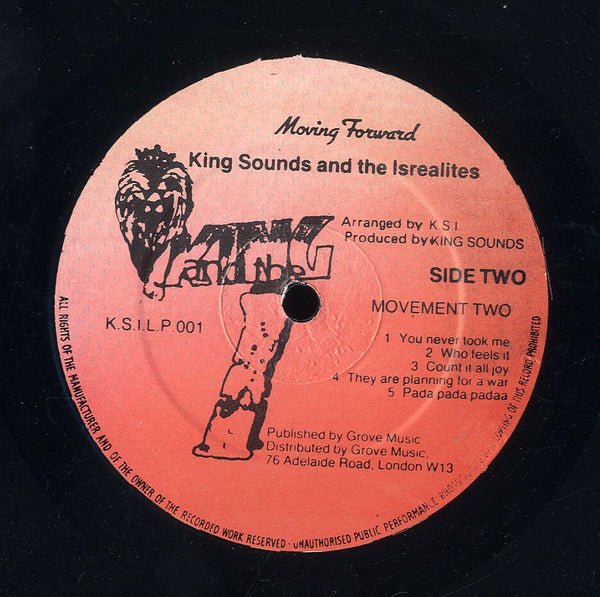 Moving Forward
King Sounds and the Isrealites
KING
and the
I
Arranged by K.S.I
Produced by KING SOUNDS
SIDE TWO
MOVEMENT TWO
K.S.I.L.P.001
1 You never took me
2 Who feels it
3 Count it all joy
4 They are planning for a war
5 Pada pada padaa
Published by Grove Music
Distributed by Grove Music.
76 Adelaide Road, London W13
ALL RIGHTS OF THE MANUFACTURER AND OF THE OWNER OF THE RECORDED WORK RESERVED - UNAUTHORISED PUBLIC PERFORMANCE COPYING OF THIS RECORD PROHIBITED